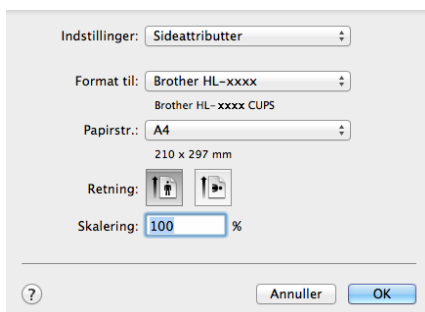 Indstillinger: Sideattributter
Format til: Brother HL-xxxx
Brother HL-xxxx CUPS
Papirstr.: A4
210 x 297 mm
Retning:
Skalering: 100 %
? Annuller OK